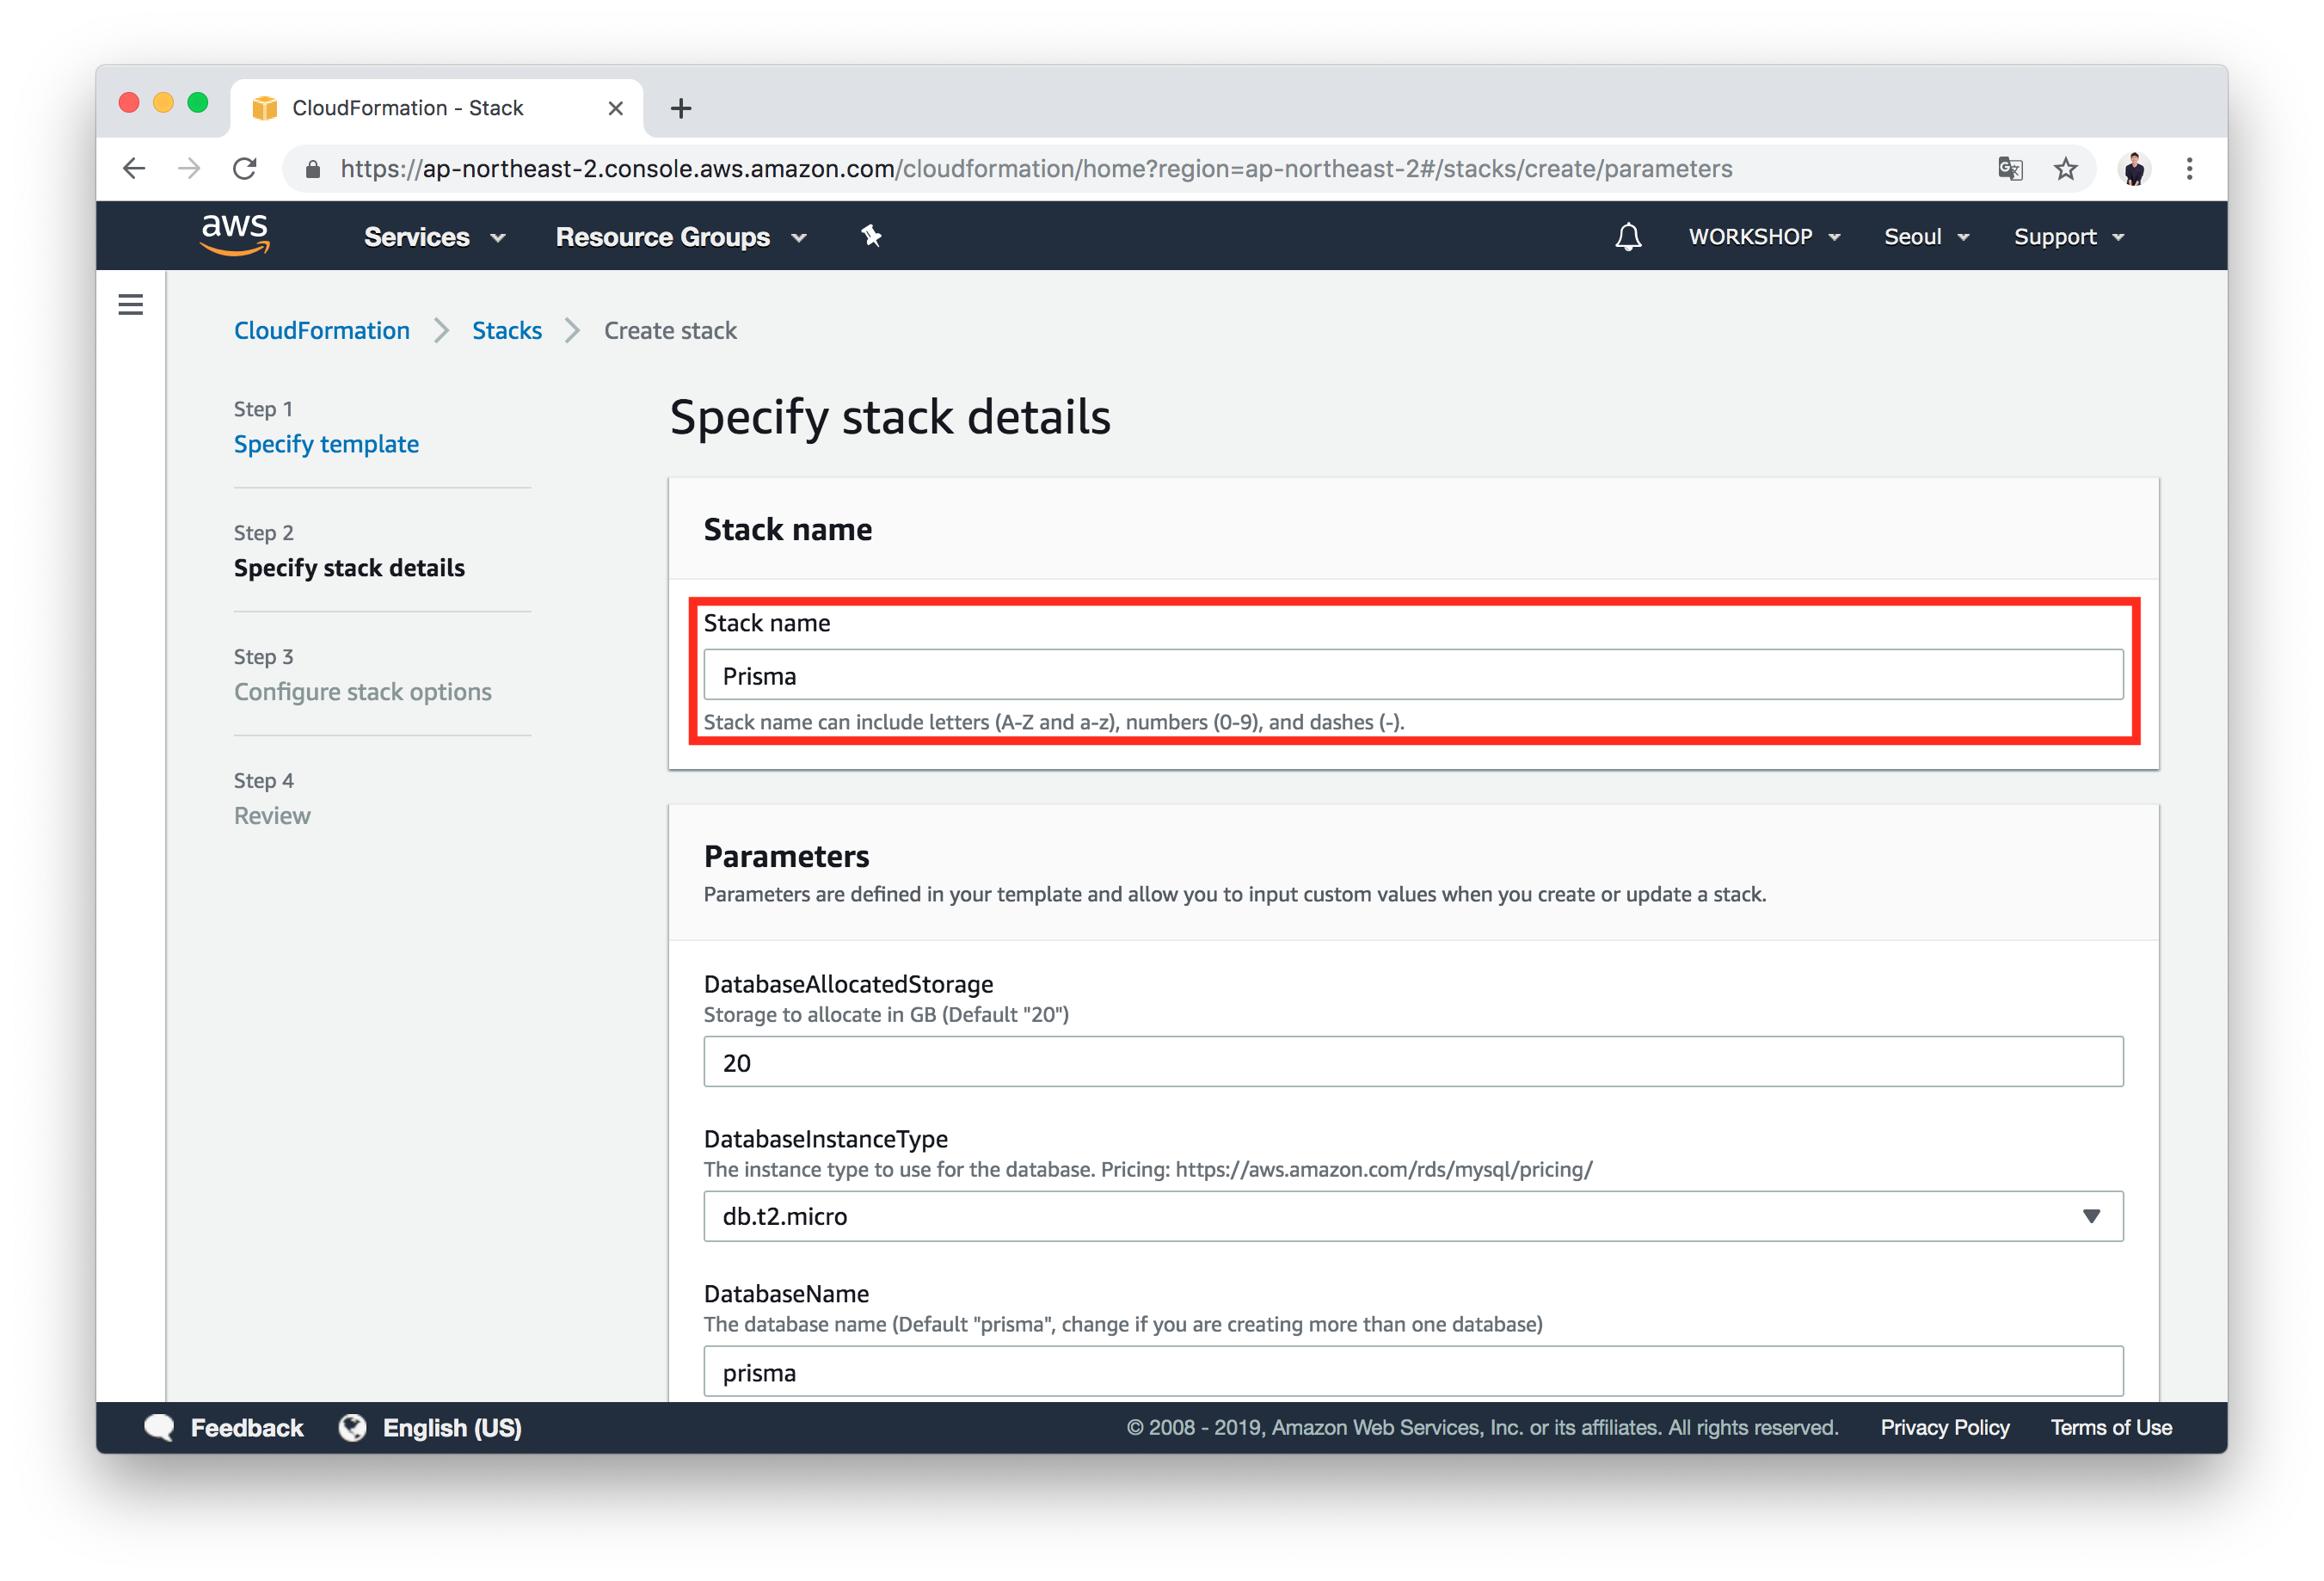 CloudFormation - Stack
https://ap-northeast-2.console.aws.amazon.com/cloudformation/home?region=ap-northeast-2#/stacks/create/parameters
aws Services Resource Groups WORKSHOP Seoul Support
CloudFormation Stacks Create stack
Step 1
Specify template
Step 2
Specify stack details
Step 3
Configure stack options
Step 4
Review
Specify stack details
Stack name
Stack name
Prisma
Stack name can include letters (A-Z and a-z), numbers (0-9), and dashes (-).
Parameters
Parameters are defined in your template and allow you to input custom values when you create or update a stack.
DatabaseAllocatedStorage
Storage to allocate in GB (Default "20")
20
DatabaseInstanceType
The instance type to use for the database. Pricing: https://aws.amazon.com/rds/mysql/pricing/
db.t2.micro
DatabaseName
The database name (Default "prisma", change if you are creating more than one database)
prisma
Feedback English (US) © 2008 - 2019, Amazon Web Services, Inc. or its affiliates. All rights reserved. Privacy Policy Terms of Use